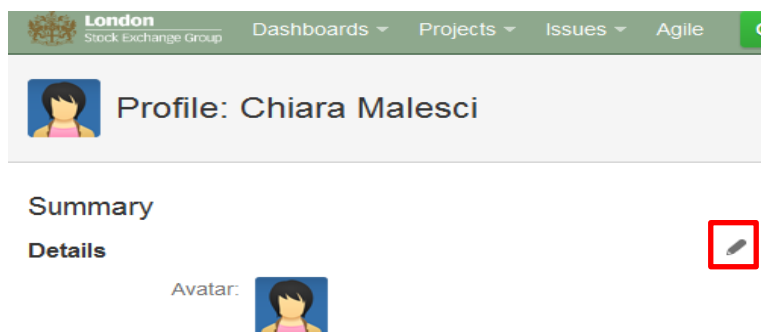 London
Stock Exchange Group
Dashboards Projects Issues Agile
Profile: Chiara Malesci
Summary
Details
Avatar: